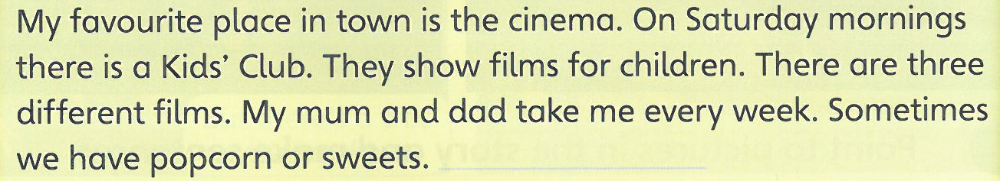 My favourite place in town is the cinema. On Saturday mornings
there is a Kids' Club. They show films for children. There are three
different films. My mum and dad take me every week. Sometimes
we have popcorn or sweets.